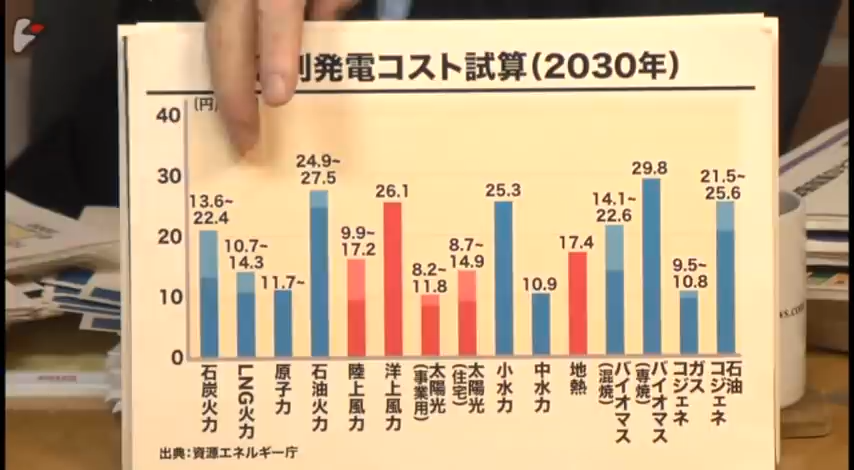 別発電コスト試算(2030年)
(円
40
30
20
10
0
13.6~
22.4
10.7~
14.3
11.7~
24.9~
27.5
9.9~
17.2
26.1
8.2~
11.8
8.7~
14.9
25.3
10.9
17.4
14.1~
22.6
29.8
9.5~
10.8
21.5~
25.6
石炭火力
LNG火力
原子力
石油火力
陸上風力
洋上風力
太陽光
(事業用)
太陽光
(住宅)
小水力
中水力
地熱
バイオマス
(混焼)
バイオマス
(専焼)
ガス
コジェネ
石油
コジェネ
出典:資源エネルギー庁